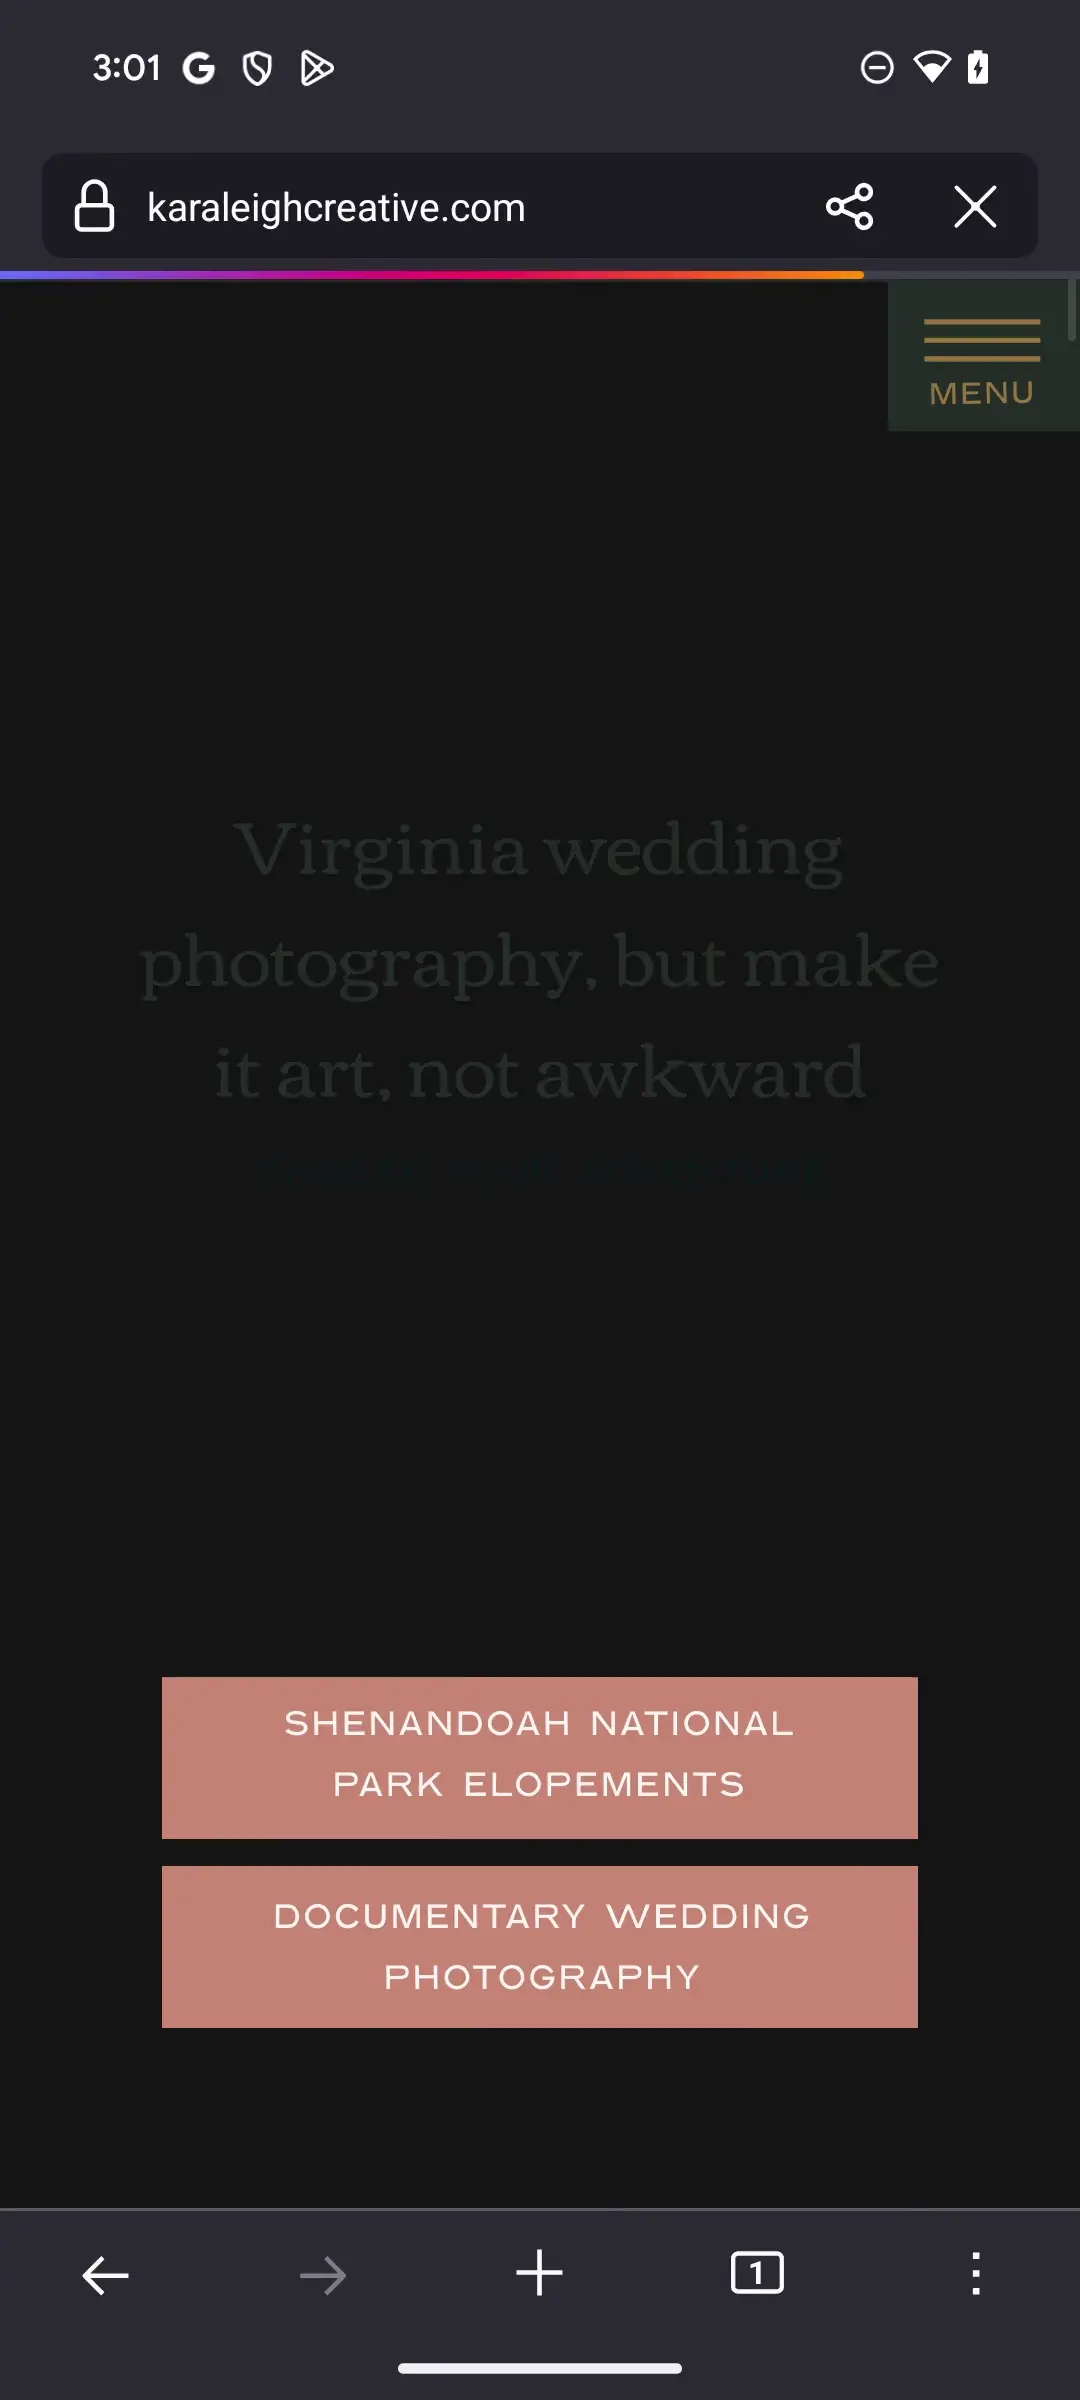 3:01
karaleighcreative.com
MENU
Virginia wedding
photography, but make
it art, not awkward
SHENANDOAH NATIONAL
PARK ELOPEMENTS
DOCUMENTARY WEDDING
PHOTOGRAPHY
1